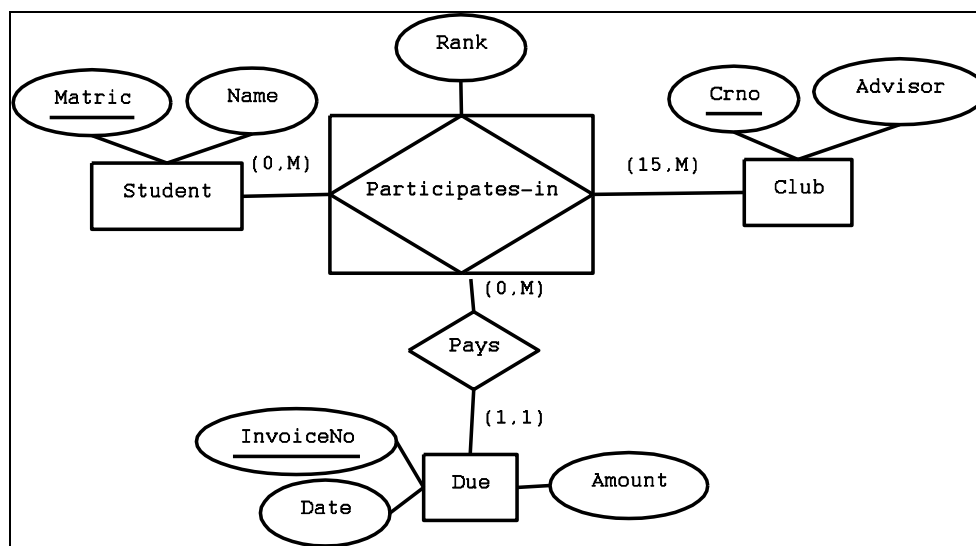 Rank
Matric
Name
Crno
Advisor
(0,M)
(15,M)
Student
Participates-in
Club
(0,M)
Pays
(1,1)
InvoiceNo
Due
Amount
Date